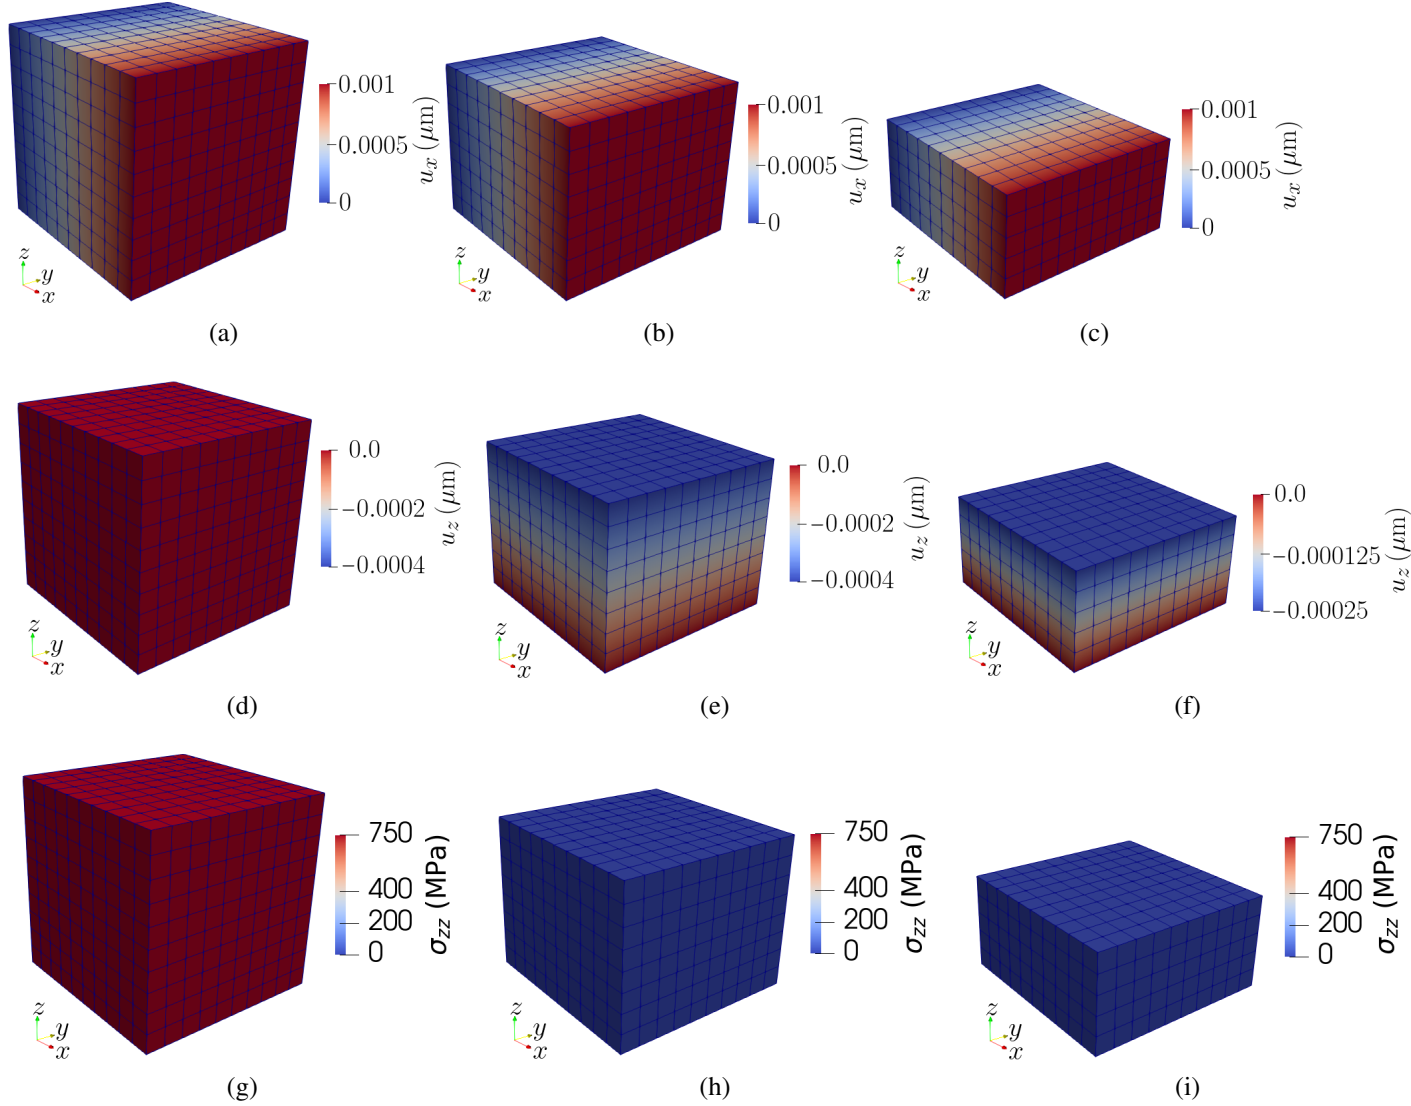 0.001
0.0005
0
u_x (μm)
z
y
x
(a)
0.001
0.0005
0
u_x (μm)
z
y
x
(b)
0.001
0.0005
0
u_x (μm)
z
y
x
(c)
0.0
−0.0002
−0.0004
u_z (μm)
z
y
x
(d)
0.0
−0.0002
−0.0004
u_z (μm)
z
y
x
(e)
0.0
−0.000125
−0.00025
u_z (μm)
z
y
x
(f)
750
400
200
0
σ_zz (MPa)
z
y
x
(g)
750
400
200
0
σ_zz (MPa)
z
y
x
(h)
750
400
200
0
σ_zz (MPa)
z
y
x
(i)